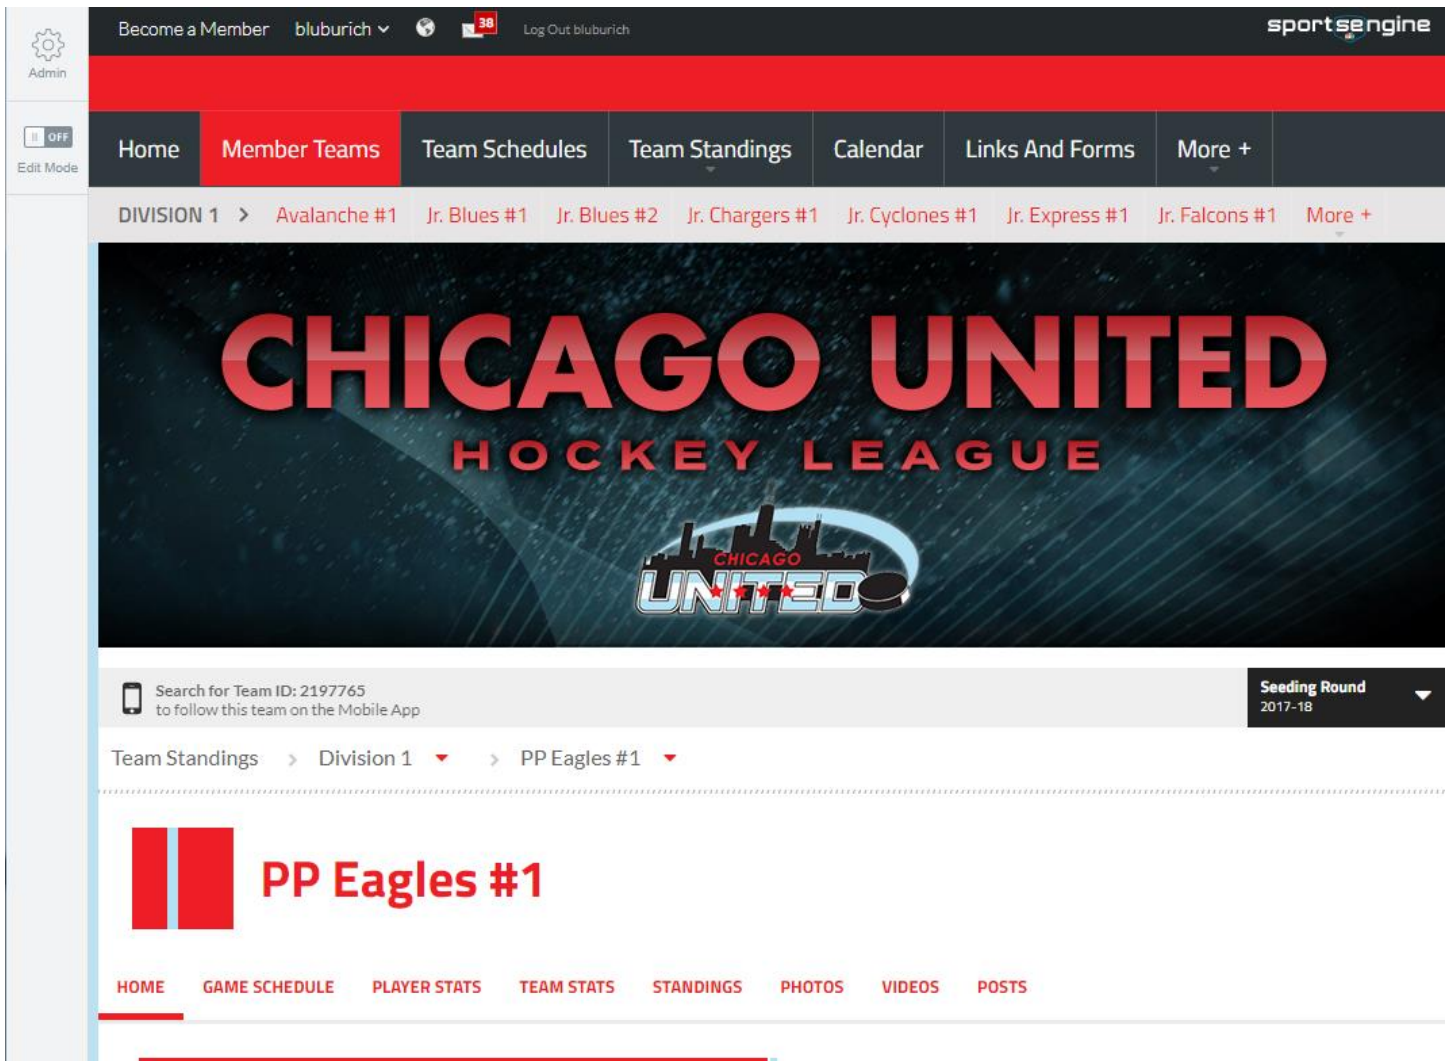 Admin
OFF
Edit Mode
Become a Member bluburich 38 Log Out bluburich sportsengine
Home Member Teams Team Schedules Team Standings Calendar Links And Forms More +
DIVISION 1 > Avalanche #1 Jr. Blues #1 Jr. Blues #2 Jr. Chargers #1 Jr. Cyclones #1 Jr. Express #1 Jr. Falcons #1 More +
CHICAGO UNITED
HOCKEY LEAGUE
CHICAGO
UNITED
Search for Team ID: 2197765
to follow this team on the Mobile App
Seeding Round
2017-18
Team Standings > Division 1 > PP Eagles #1
PP Eagles #1
HOME GAME SCHEDULE PLAYER STATS TEAM STATS STANDINGS PHOTOS VIDEOS POSTS